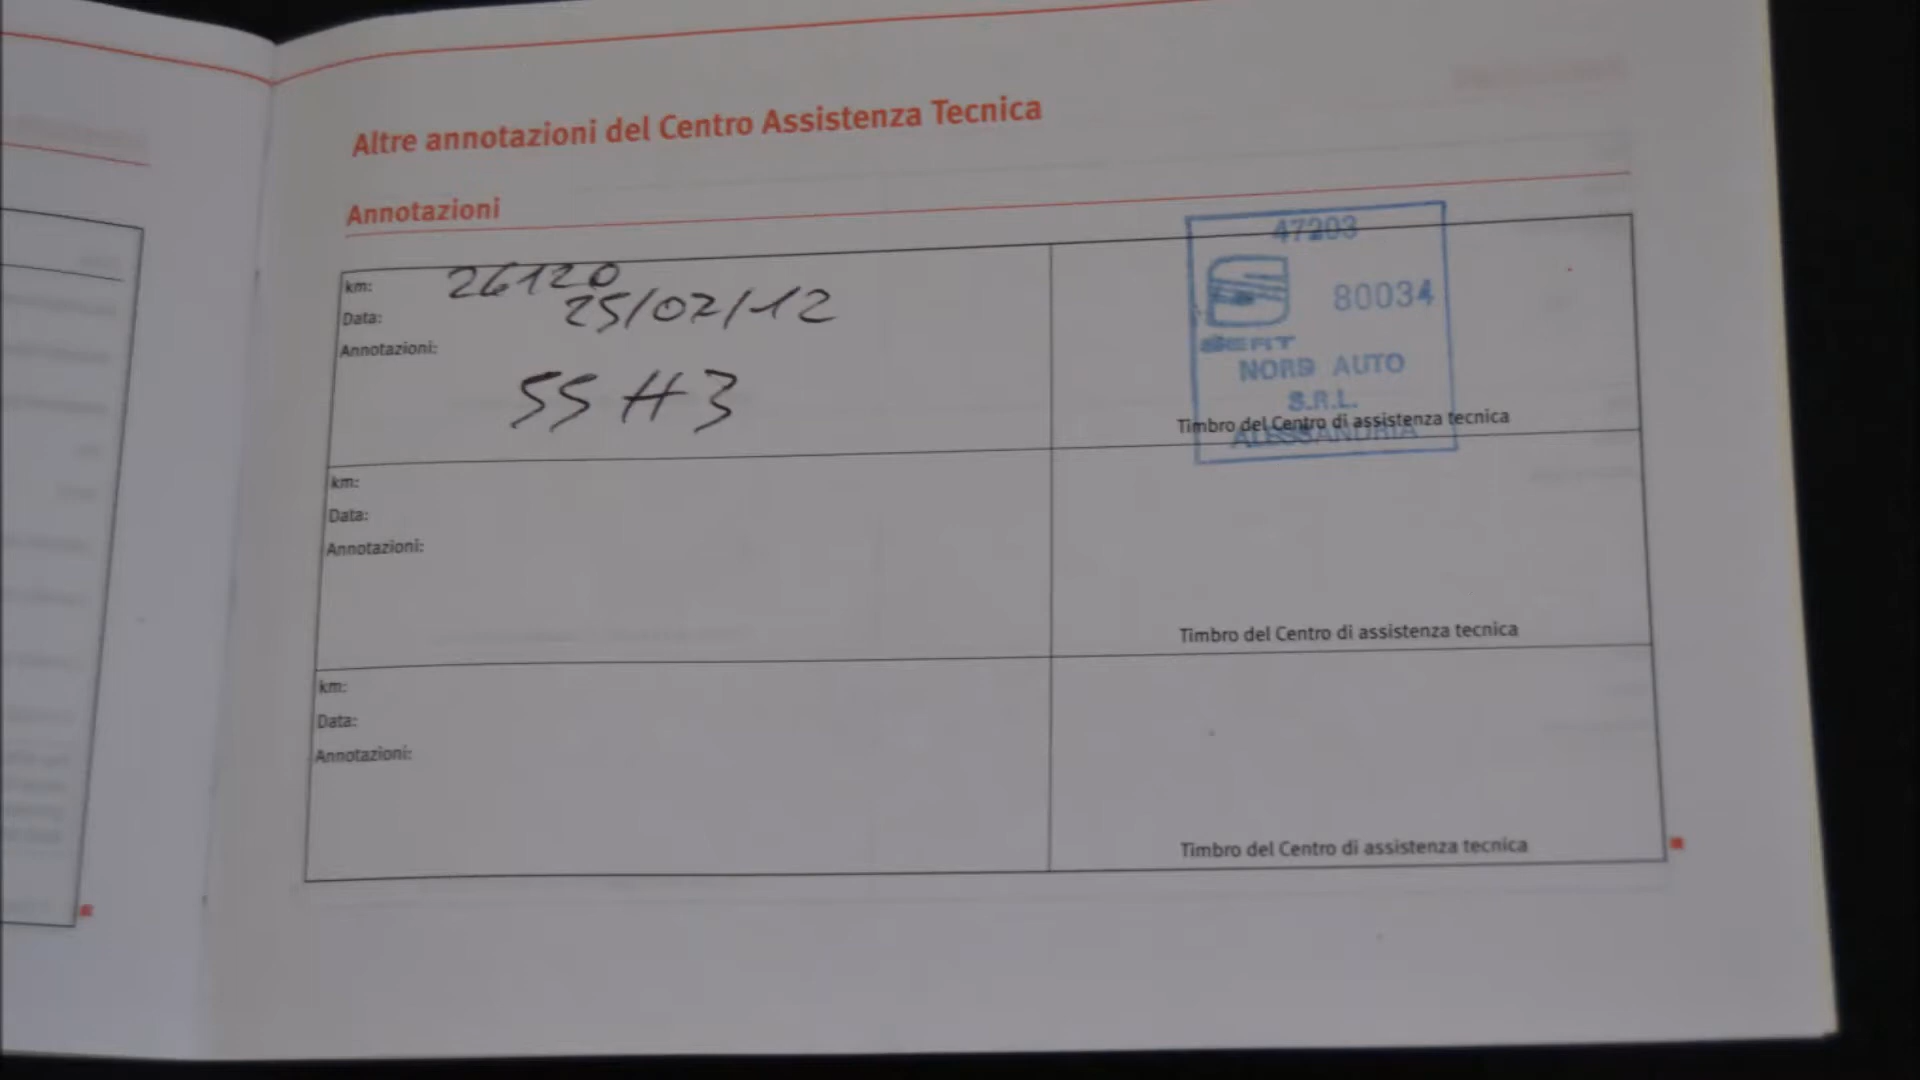 Altre annotazioni del Centro Assistenza Tecnica
Annotazioni
km: 26120
Data: 25/02/12
Annotazioni:
55H3
47203
80034
SEAT
NORD AUTO
S.R.L.
ALESSANDRIA
Timbro del Centro di assistenza tecnica
km:
Data:
Annotazioni:
Timbro del Centro di assistenza tecnica
km:
Data:
Annotazioni:
Timbro del Centro di assistenza tecnica